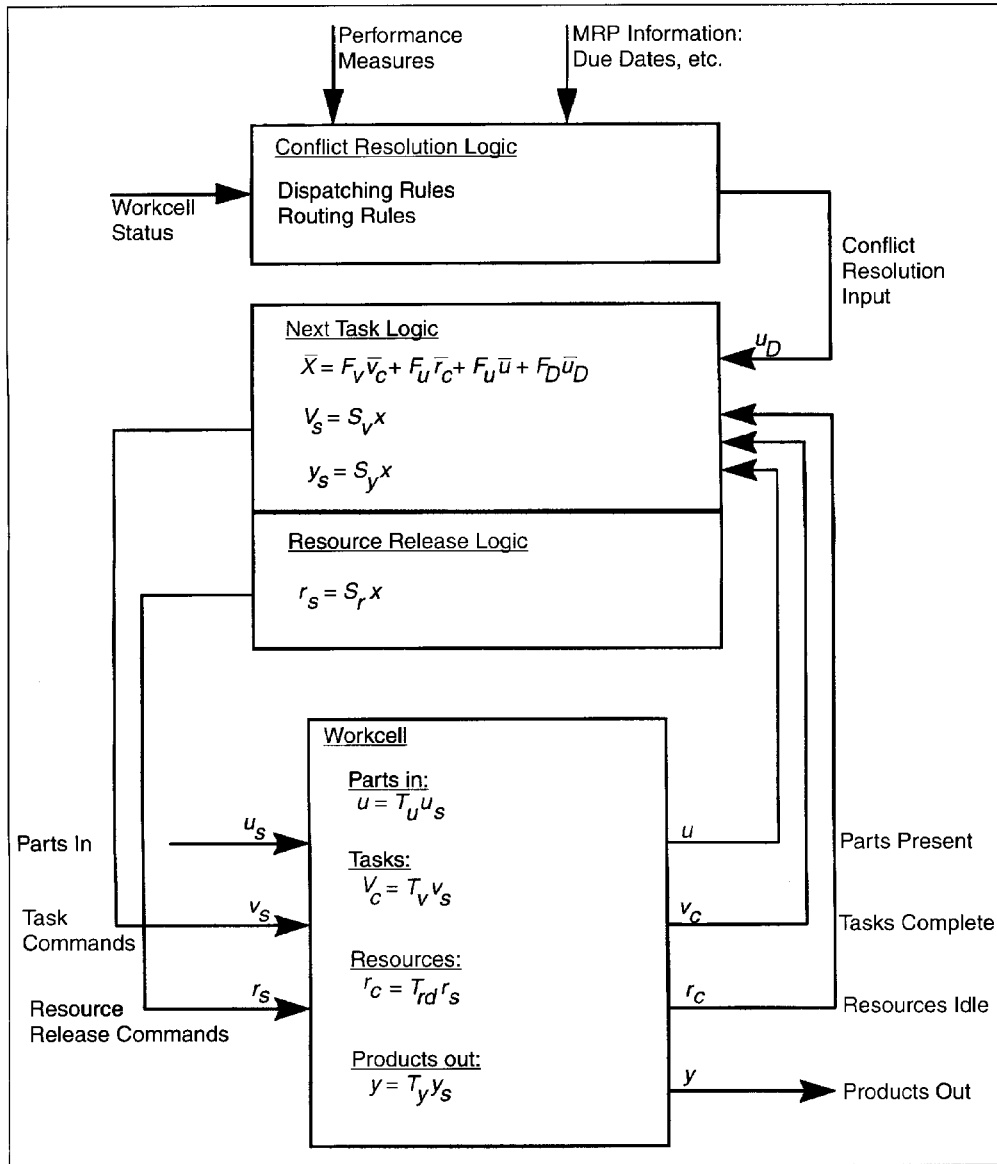 Performance
Measures
MRP Information:
Due Dates, etc.
Conflict Resolution Logic
Dispatching Rules
Routing Rules
Workcell
Status
Conflict
Resolution
Input
u_D
Next Task Logic
X̄ = F_v v̄_c + F_u r̄_c + F_u ū + F_D ū_D
V_s = S_v x
y_s = S_y x
Resource Release Logic
r_s = S_r x
Workcell
Parts in:
u = T_u u_s
Parts In
u_s
u
Parts Present
Tasks:
V_c = T_v v_s
Task
Commands
v_s
v_c
Tasks Complete
Resources:
r_c = T_rd r_s
Resource
Release Commands
r_s
r_c
Resources Idle
Products out:
y = T_y y_s
y
Products Out